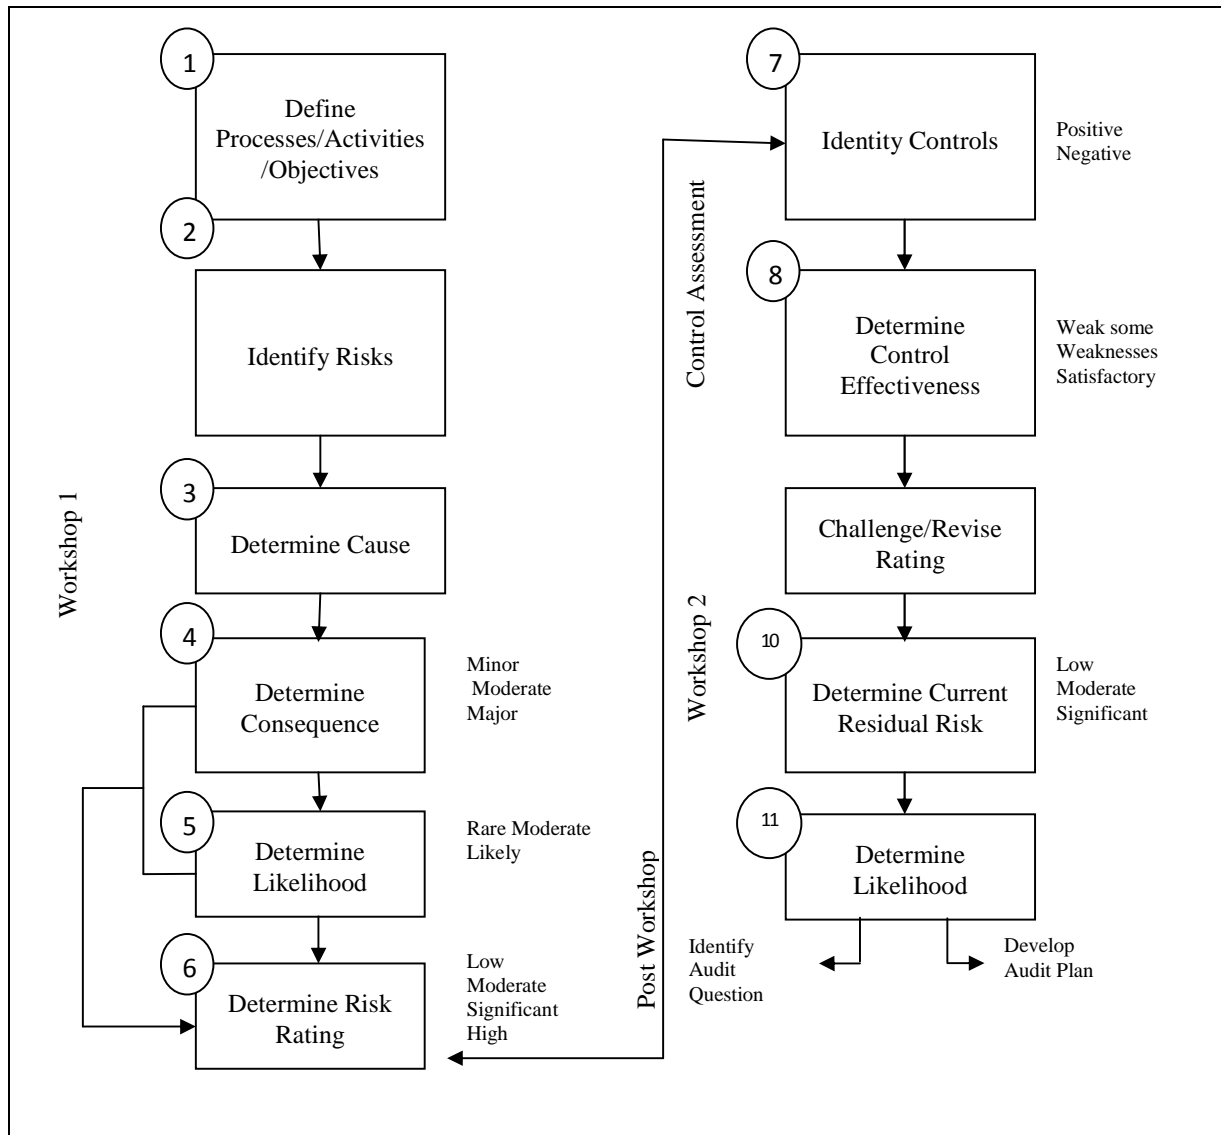 1
Define
Processes/Activities
/Objectives
2
Identify Risks
Workshop 1
3
Determine Cause
4
Determine
Consequence
Minor
Moderate
Major
5
Determine
Likelihood
Rare Moderate
Likely
6
Determine Risk
Rating
Low
Moderate
Significant
High
Post Workshop
Control Assessment
7
Identity Controls
Positive
Negative
8
Determine
Control
Effectiveness
Weak some
Weaknesses
Satisfactory
Challenge/Revise
Rating
Workshop 2
10
Determine Current
Residual Risk
Low
Moderate
Significant
11
Determine
Likelihood
Identify
Audit
Question
Develop
Audit Plan